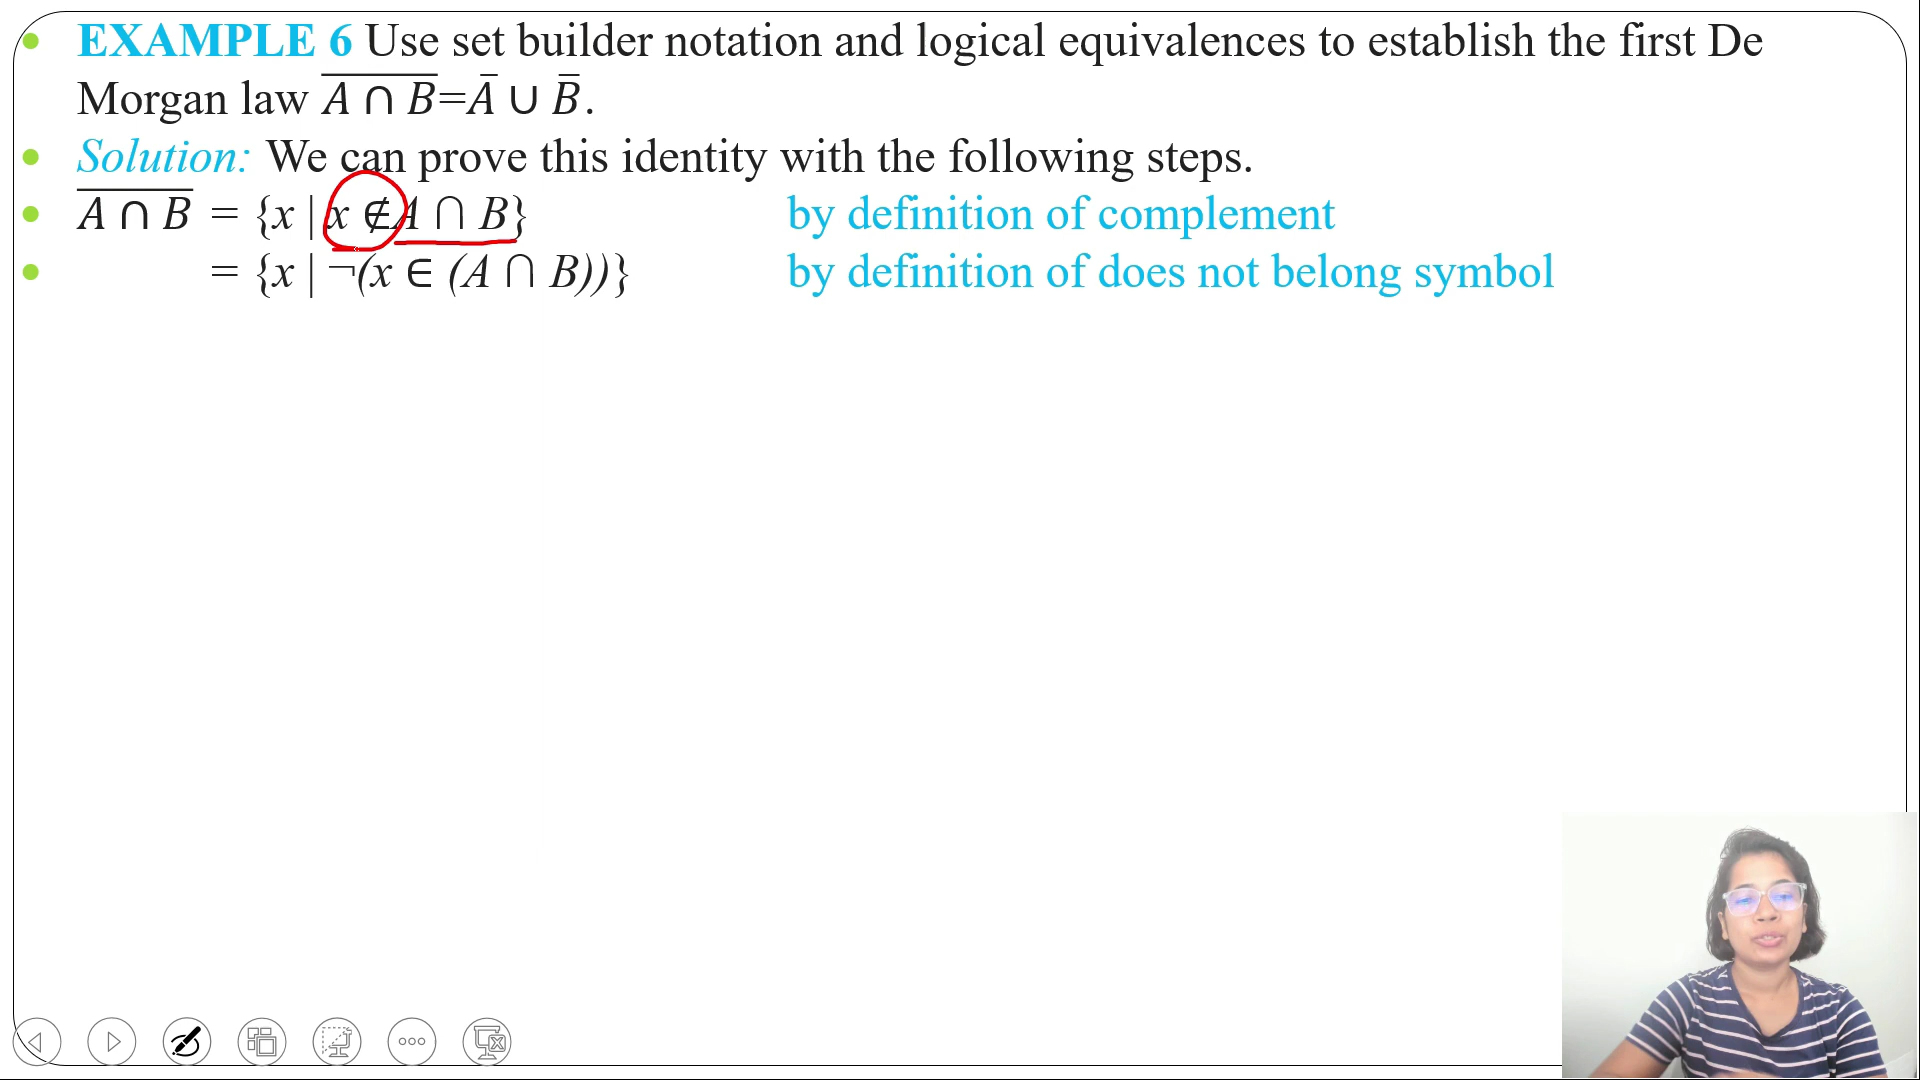 EXAMPLE 6 Use set builder notation and logical equivalences to establish the first De
Morgan law A̅ ̅∩̅ ̅B̅=A̅ ∪ B̅.
Solution: We can prove this identity with the following steps.
A̅ ̅∩̅ ̅B̅ = {x | x ∉A ∩ B} by definition of complement
= {x | ¬(x ∈ (A ∩ B))} by definition of does not belong symbol